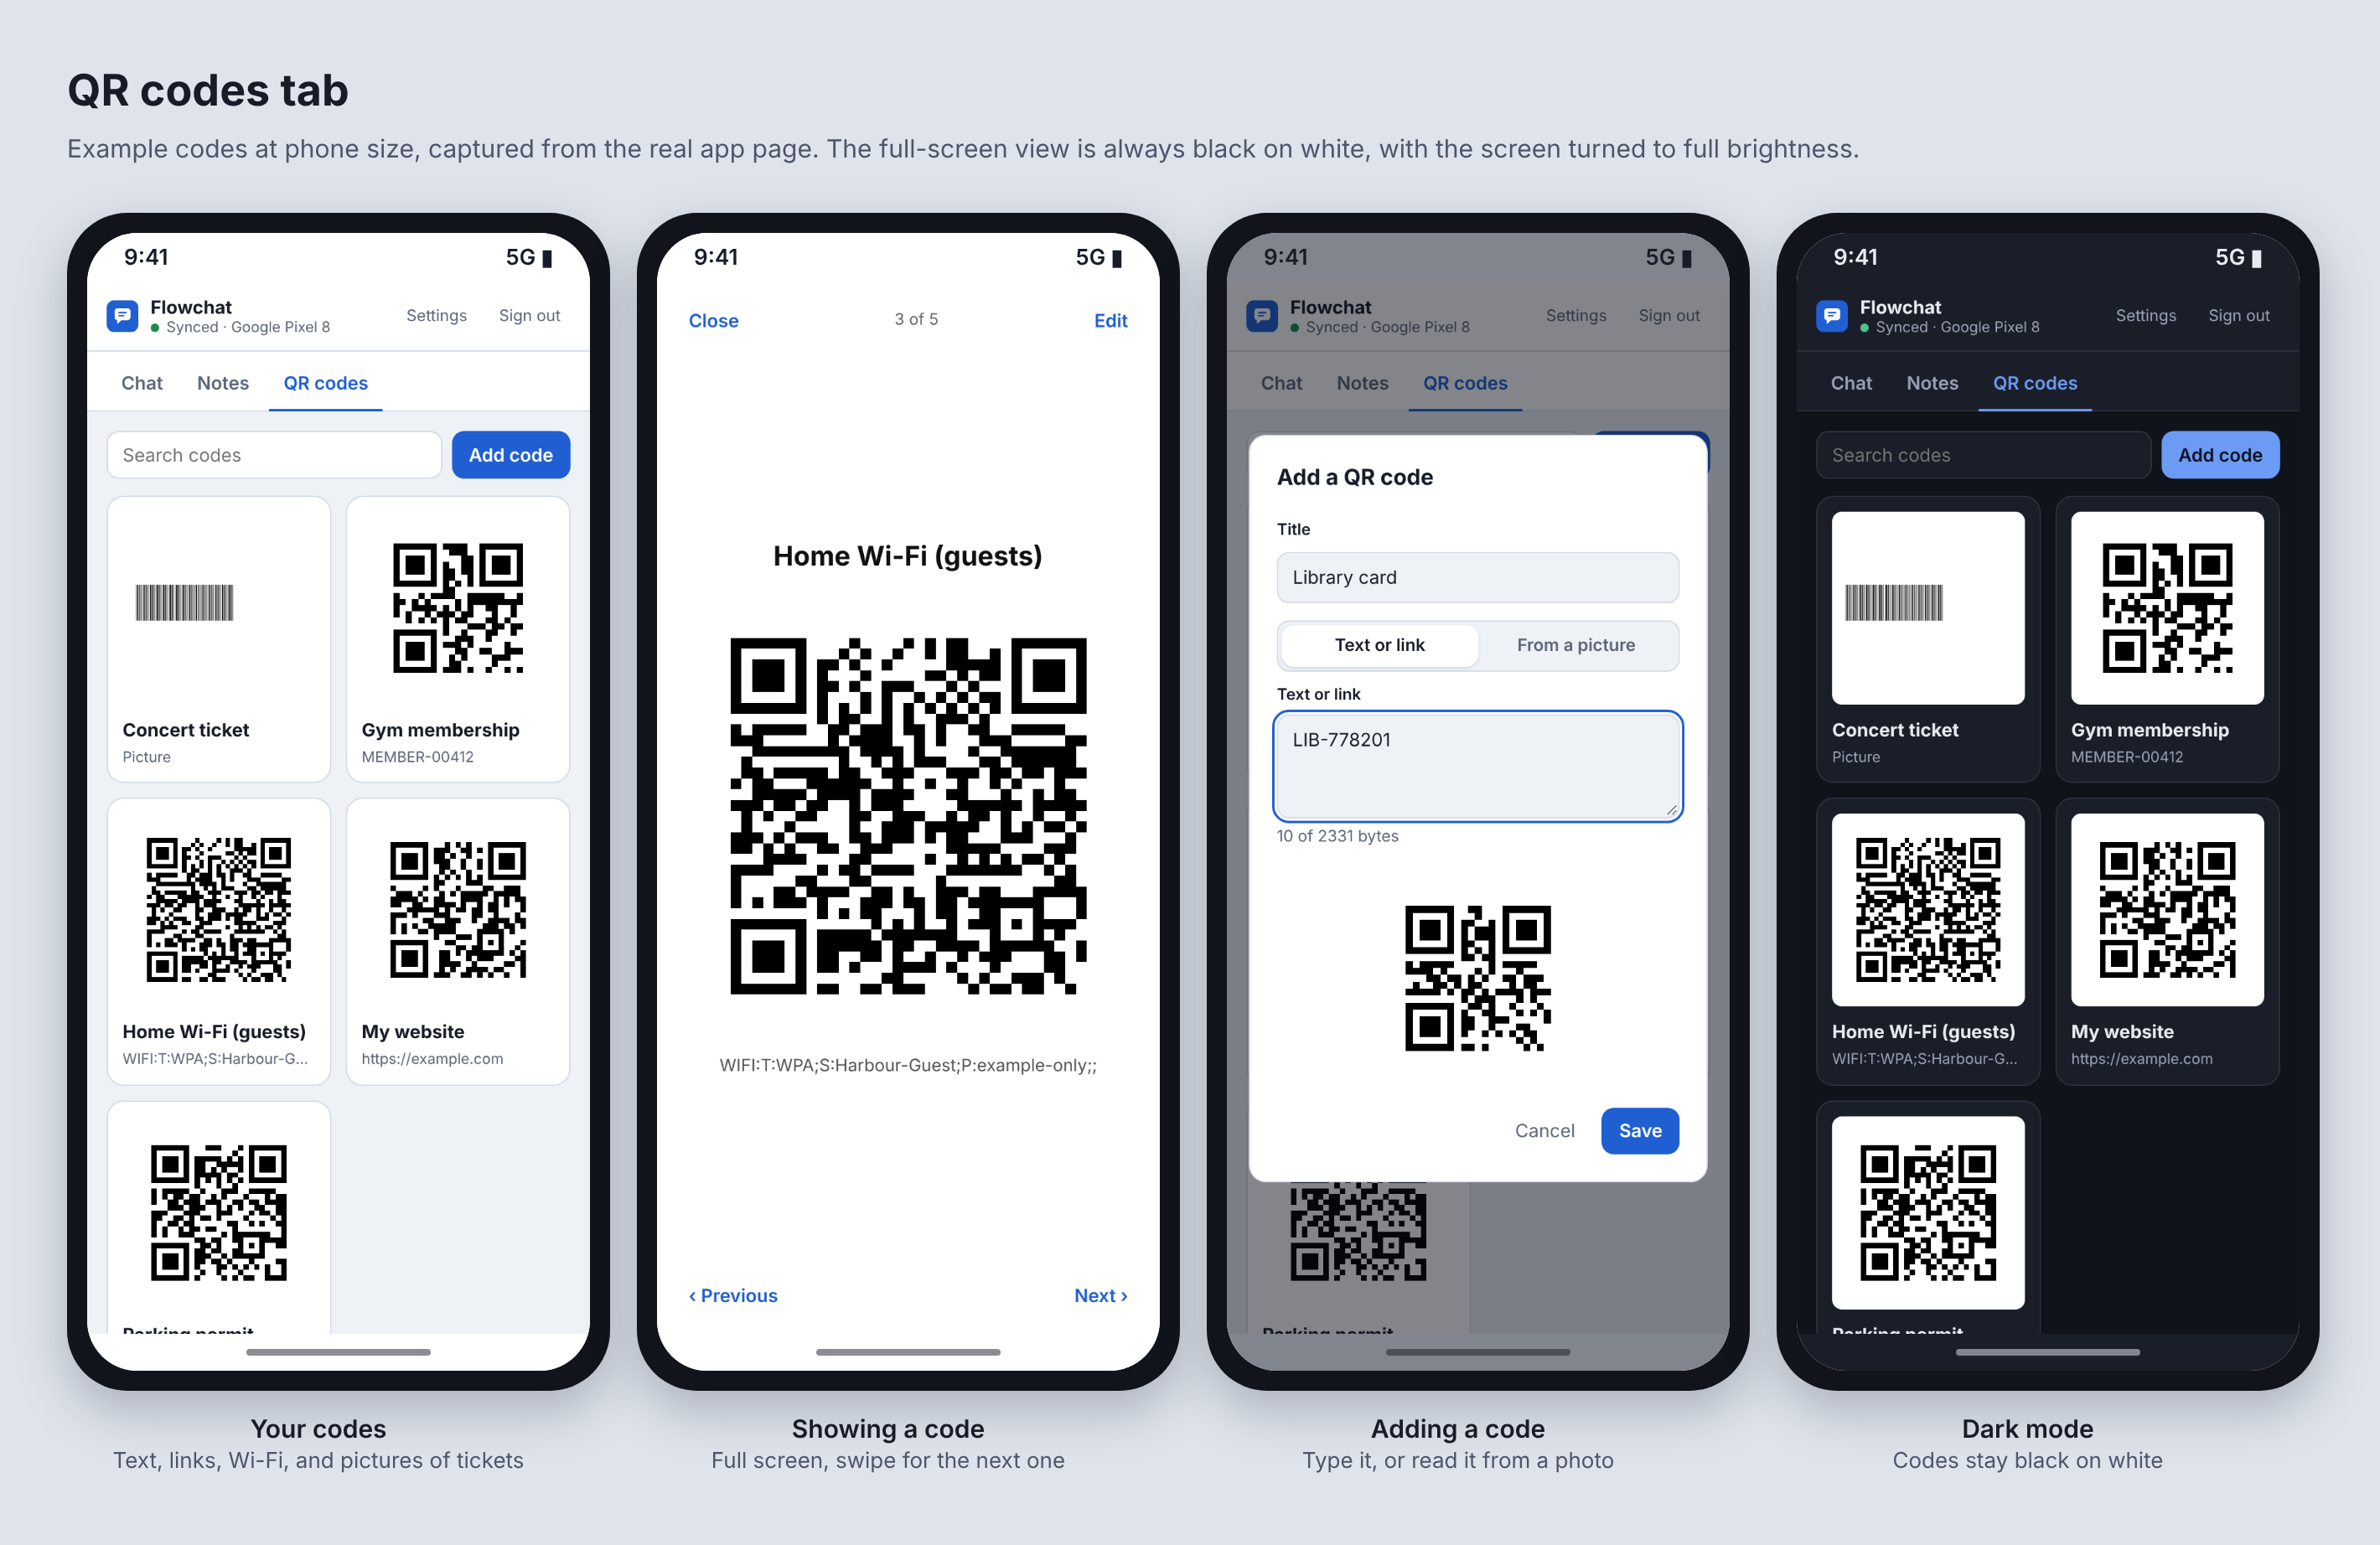 QR codes tab
Example codes at phone size, captured from the real app page. The full-screen view is always black on white, with the screen turned to full brightness.
9:41 5G
Flowchat
Synced · Google Pixel 8
Settings Sign out
Chat Notes QR codes
Search codes Add code
Concert ticket
Picture
Gym membership
MEMBER-00412
Home Wi-Fi (guests)
WIFI:T:WPA;S:Harbour-G...
My website
https://example.com
Parking permit
Your codes
Text, links, Wi-Fi, and pictures of tickets
9:41 5G
Close 3 of 5 Edit
Home Wi-Fi (guests)
WIFI:T:WPA;S:Harbour-Guest;P:example-only;;
‹ Previous Next ›
Showing a code
Full screen, swipe for the next one
9:41 5G
Flowchat
Synced · Google Pixel 8
Settings Sign out
Chat Notes QR codes
Add a QR code
Title
Library card
Text or link From a picture
Text or link
LIB-778201
10 of 2331 bytes
Cancel Save
Parking permit
Adding a code
Type it, or read it from a photo
9:41 5G
Flowchat
Synced · Google Pixel 8
Settings Sign out
Chat Notes QR codes
Search codes Add code
Concert ticket
Picture
Gym membership
MEMBER-00412
Home Wi-Fi (guests)
WIFI:T:WPA;S:Harbour-G...
My website
https://example.com
Parking permit
Dark mode
Codes stay black on white